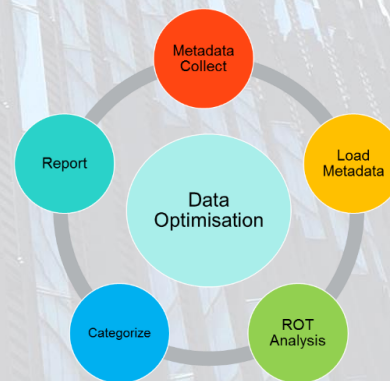 Metadata
Collect
Load
Metadata
ROT
Analysis
Categorize
Report
Data
Optimisation